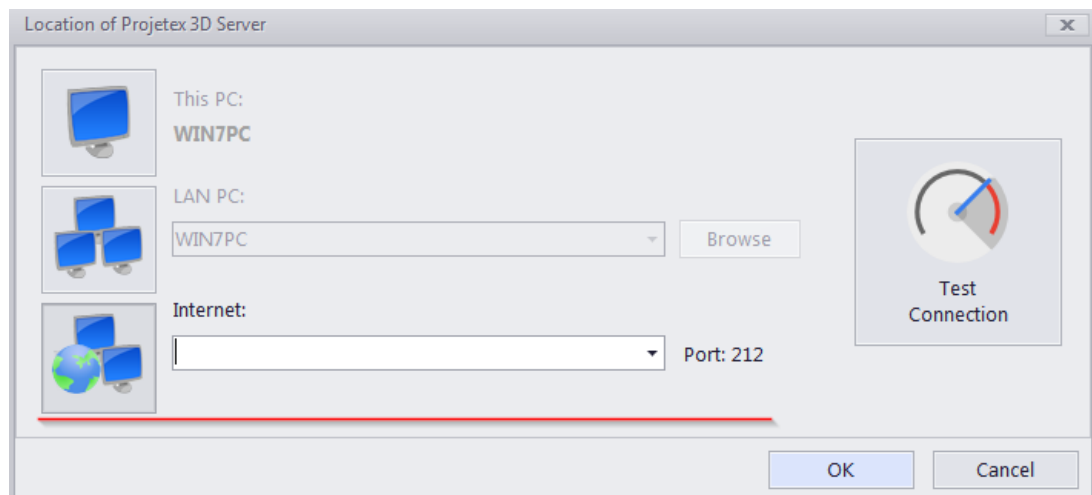 Location of Projetex 3D Server
This PC:
WIN7PC
LAN PC:
WIN7PC
Browse
Internet:
Port: 212
Test
Connection
OK
Cancel